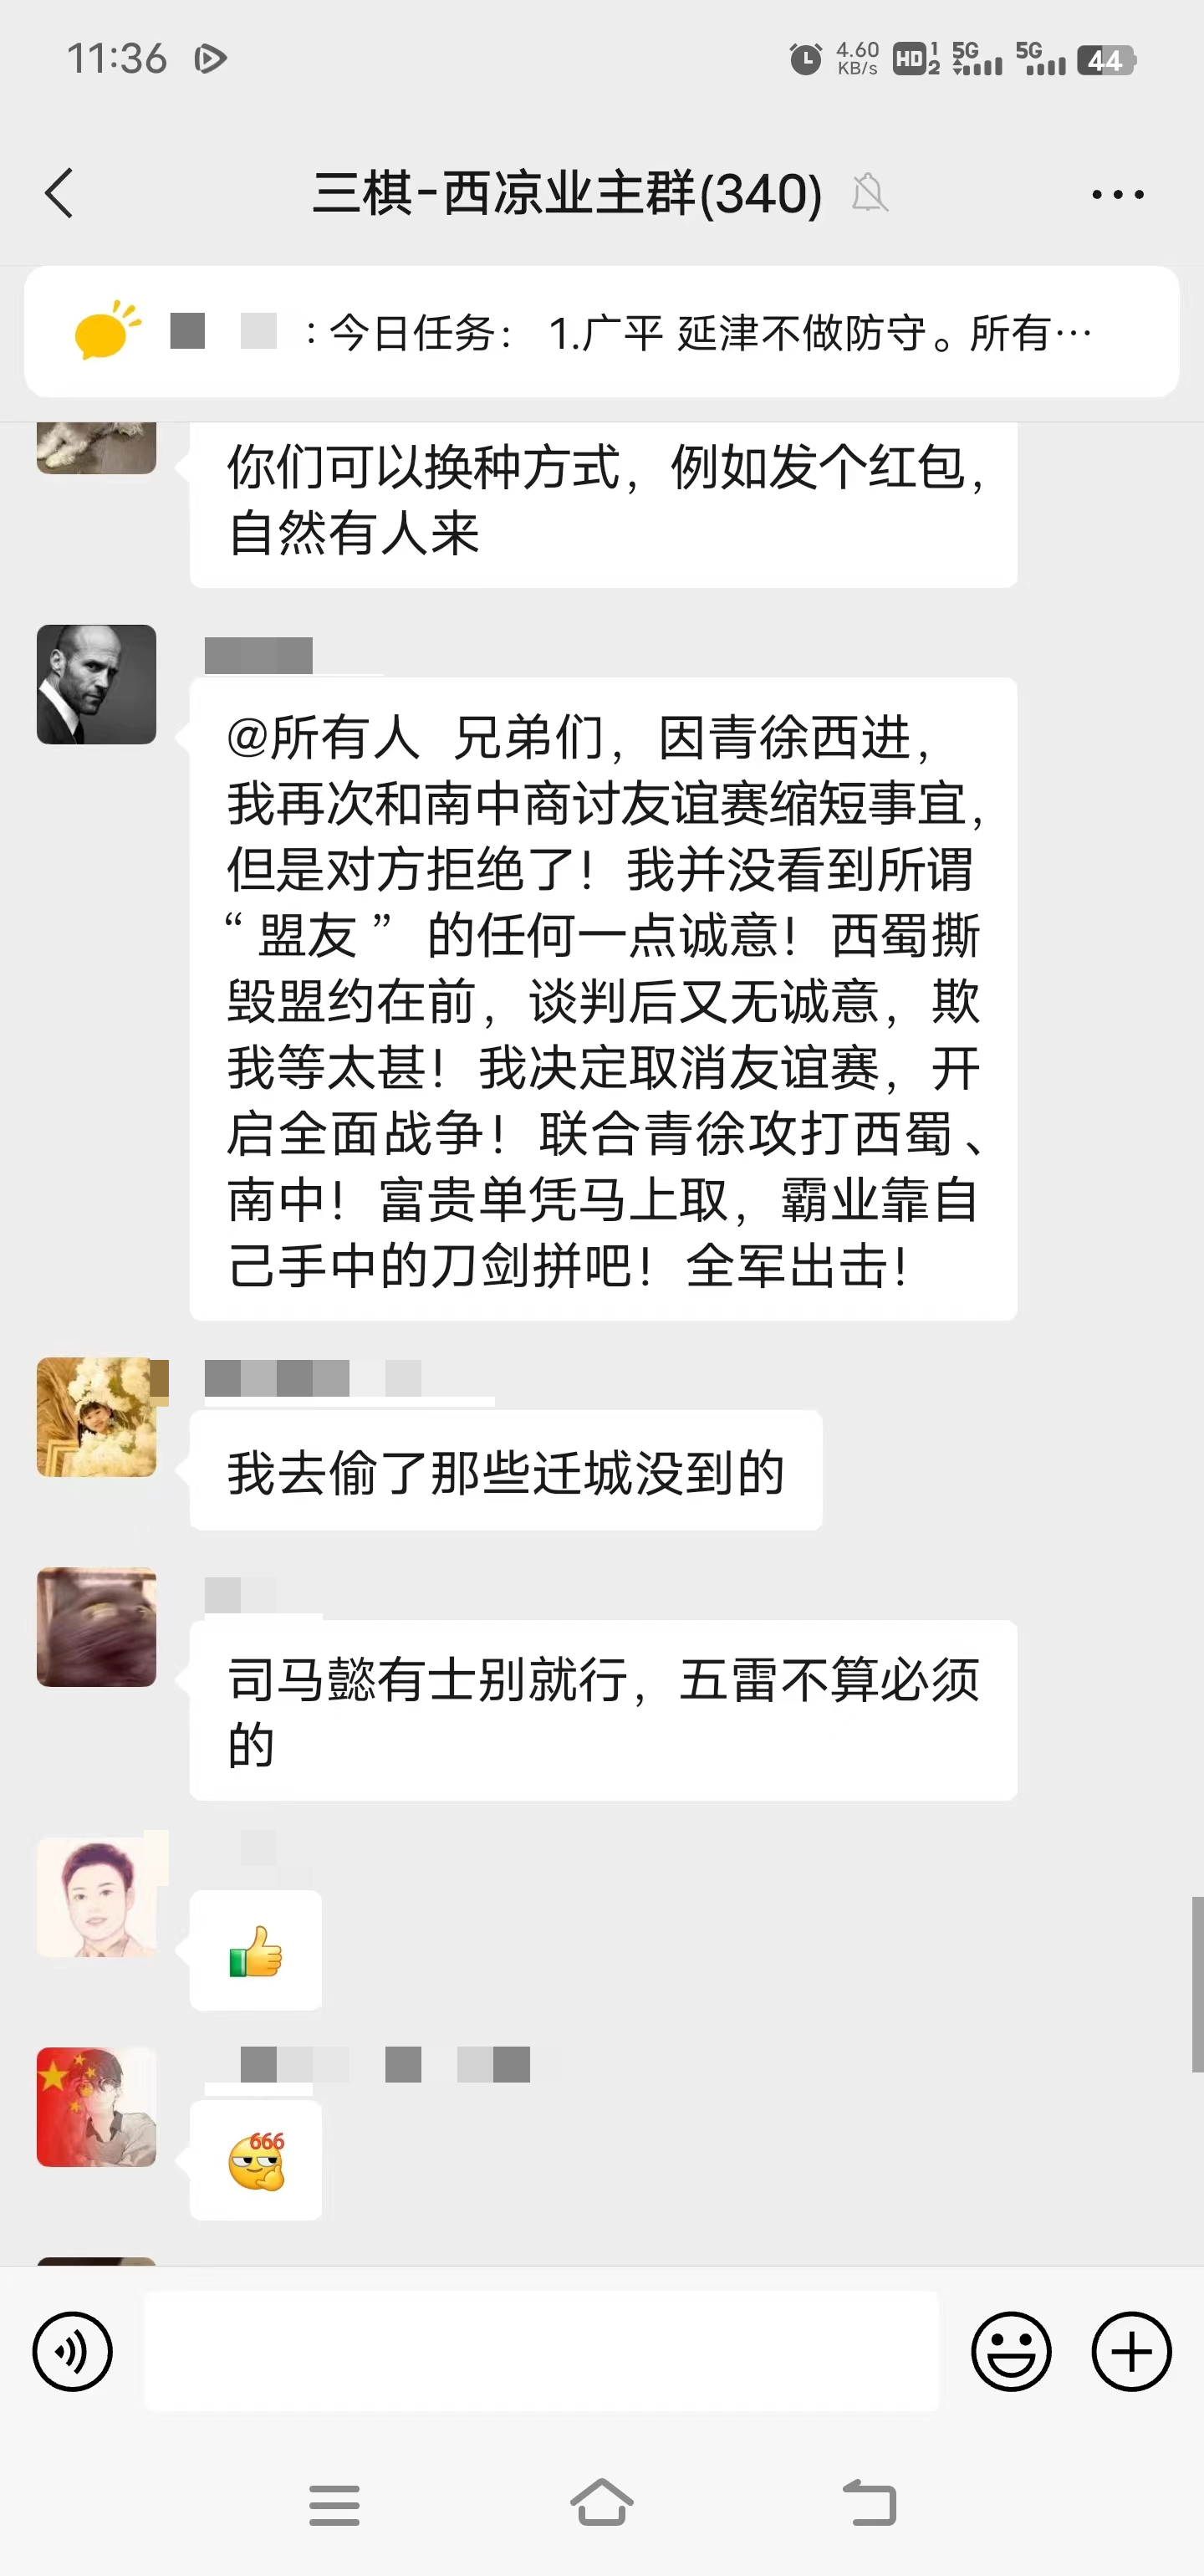 11:36
4.60
KB/s
HD 1
2
5G
5G
44
三棋-西凉业主群(340)
：今日任务： 1.广平 延津不做防守。所有…
你们可以换种方式，例如发个红包，
自然有人来
@所有人 兄弟们，因青徐西进，
我再次和南中商讨友谊赛缩短事宜，
但是对方拒绝了！我并没看到所谓
“盟友” 的任何一点诚意！西蜀撕
毁盟约在前，谈判后又无诚意，欺
我等太甚！我决定取消友谊赛，开
启全面战争！联合青徐攻打西蜀、
南中！富贵单凭马上取，霸业靠自
己手中的刀剑拼吧！全军出击！
我去偷了那些迁城没到的
司马懿有士别就行，五雷不算必须
的
666